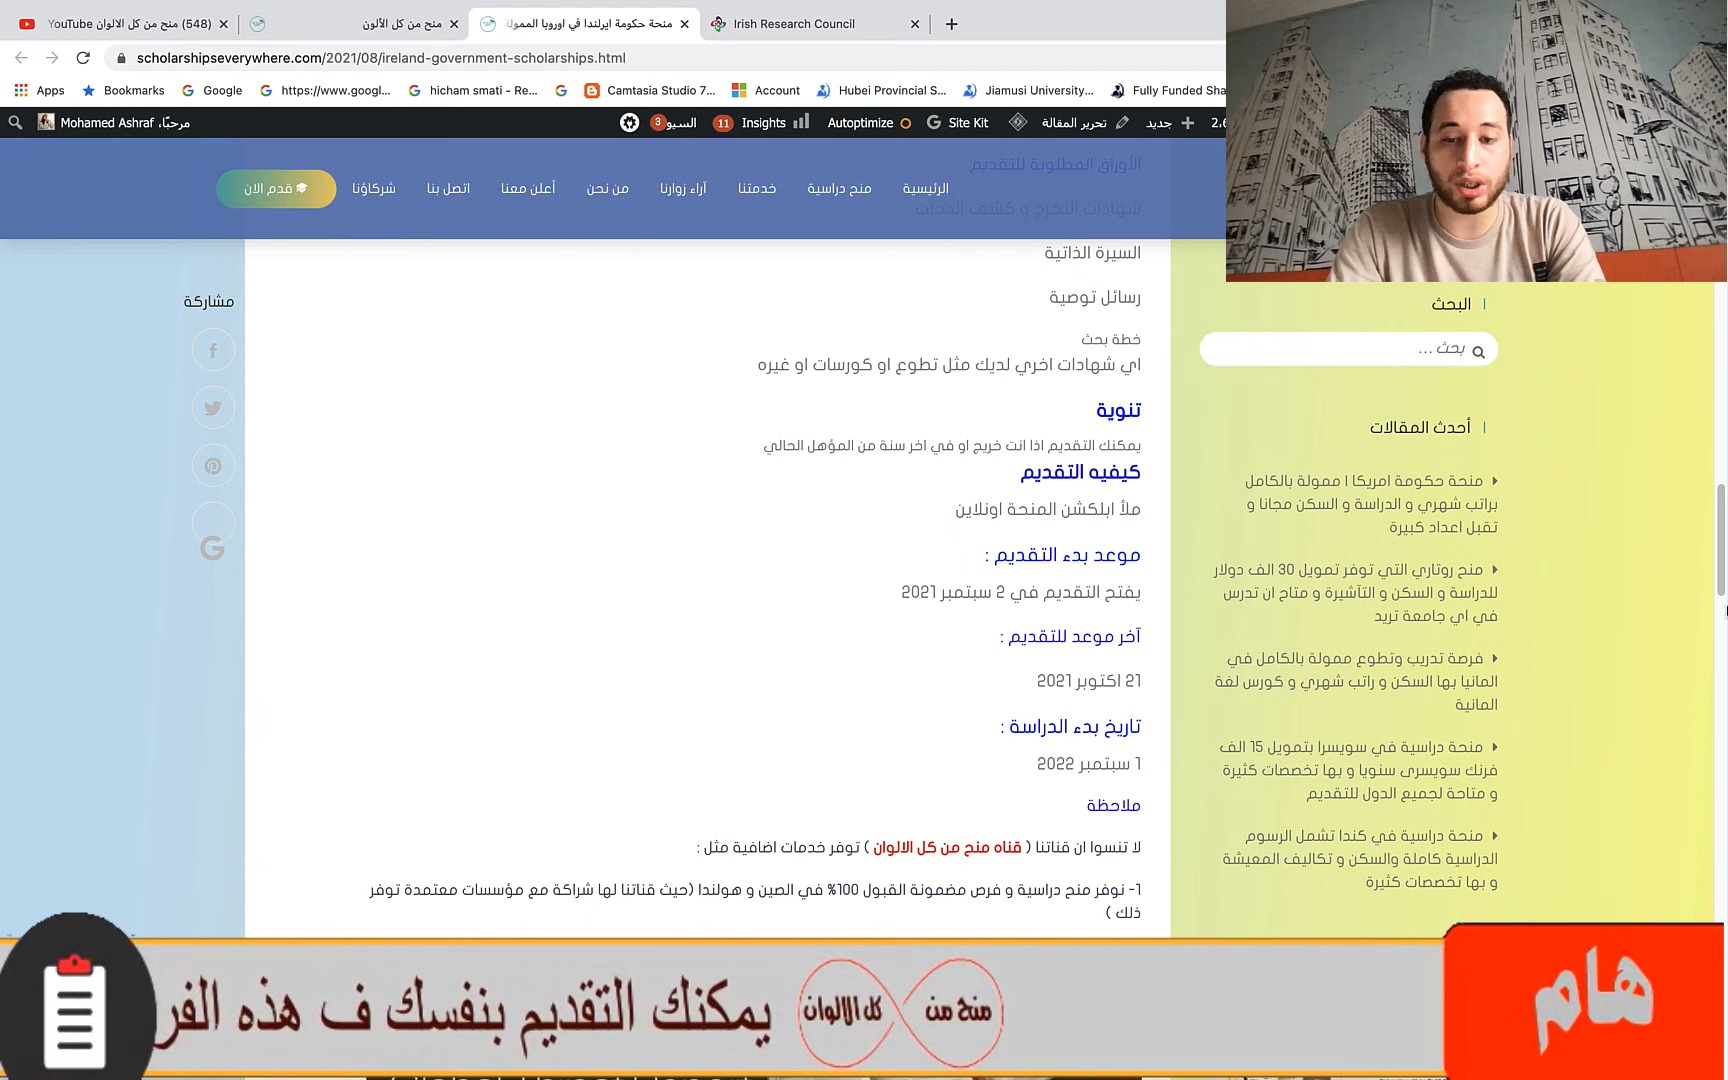 (548) منح من كل الالوان YouTube
منح من كل الألون
منحة حكومة ايرلندا في اوروبا الممولة
Irish Research Council
scholarshipseverywhere.com/2021/08/ireland-government-scholarships.html
Apps
Bookmarks
Google
https://www.googl...
hicham smati - Re...
Camtasia Studio 7...
Account
Hubei Provincial S...
Jiamusi University...
Fully Funded Sha
مرحبًا، Mohamed Ashraf
السيو 3
11 Insights
Autoptimize
Site Kit
تحرير المقالة
جديد
2,6
الأوراق المطلوبة للتقديم
الرئيسية
منح دراسية
خدمتنا
آراء زوارنا
من نحن
أعلن معنا
اتصل بنا
شركاؤنا
قدم الان
شهادات التخرج و كشف الدرجات
السيرة الذاتية
رسائل توصية
خطة بحث
اي شهادات اخري لديك مثل تطوع او كورسات او غيره
تنوية
يمكنك التقديم اذا انت خريج او في اخر سنة من المؤهل الحالي
كيفيه التقديم
ملأ ابلكشن المنحة اونلاين
موعد بدء التقديم :
يفتح التقديم في 2 سبتمبر 2021
آخر موعد للتقديم :
21 اكتوبر 2021
تاريخ بدء الدراسة :
1 سبتمبر 2022
ملاحظة
لا تنسوا ان قناتنا ( قناه منح من كل الالوان ) توفر خدمات اضافية مثل :
1- نوفر منح دراسية و فرص مضمونة القبول 100% في الصين و هولندا (حيث قناتنا لها شراكة مع مؤسسات معتمدة توفر
ذلك )
مشاركة
البحث
بحث ...
أحدث المقالات
منحة حكومة امريكا | ممولة بالكامل
براتب شهري و الدراسة و السكن مجانا و
تقبل اعداد كبيرة
منح روتاري التي توفر تمويل 30 الف دولار
للدراسة و السكن و التآشيرة و متاح ان تدرس
في اي جامعة تريد
فرصة تدريب وتطوع ممولة بالكامل في
المانيا بها السكن و راتب شهري و كورس لغة
المانية
منحة دراسية في سويسرا بتمويل 15 الف
فرنك سويسرى سنويا و بها تخصصات كثيرة
و متاحة لجميع الدول للتقديم
منحة دراسية في كندا تشمل الرسوم
الدراسية كاملة والسكن و تكاليف المعيشة
و بها تخصصات كثيرة
هام
منح من كل الالوان
يمكنك التقديم بنفسك ف هذه الفر